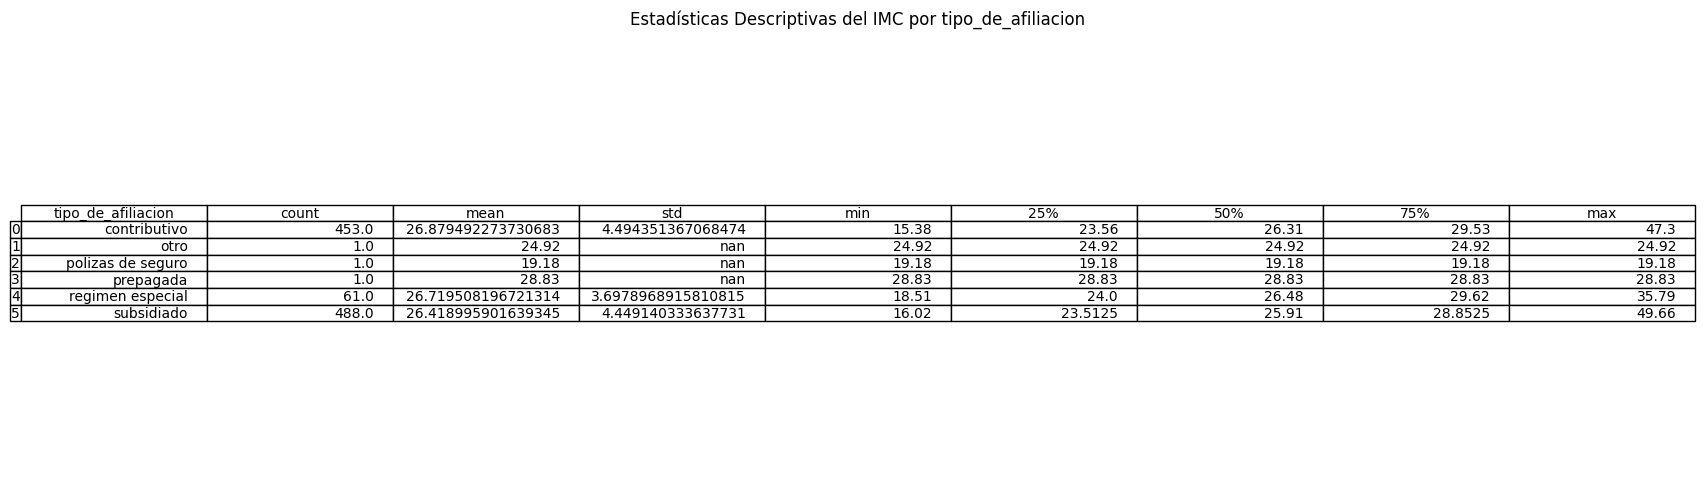 Estadísticas Descriptivas del IMC por tipo_de_afiliacion
tipo_de_afiliacion count mean std min 25% 50% 75% max
0 contributivo 453.0 26.879492273730683 4.494351367068474 15.38 23.56 26.31 29.53 47.3
1 otro 1.0 24.92 nan 24.92 24.92 24.92 24.92 24.92
2 polizas de seguro 1.0 19.18 nan 19.18 19.18 19.18 19.18 19.18
3 prepagada 1.0 28.83 nan 28.83 28.83 28.83 28.83 28.83
4 regimen especial 61.0 26.719508196721314 3.6978968915810815 18.51 24.0 26.48 29.62 35.79
5 subsidiado 488.0 26.418995901639345 4.449140333637731 16.02 23.5125 25.91 28.8525 49.66